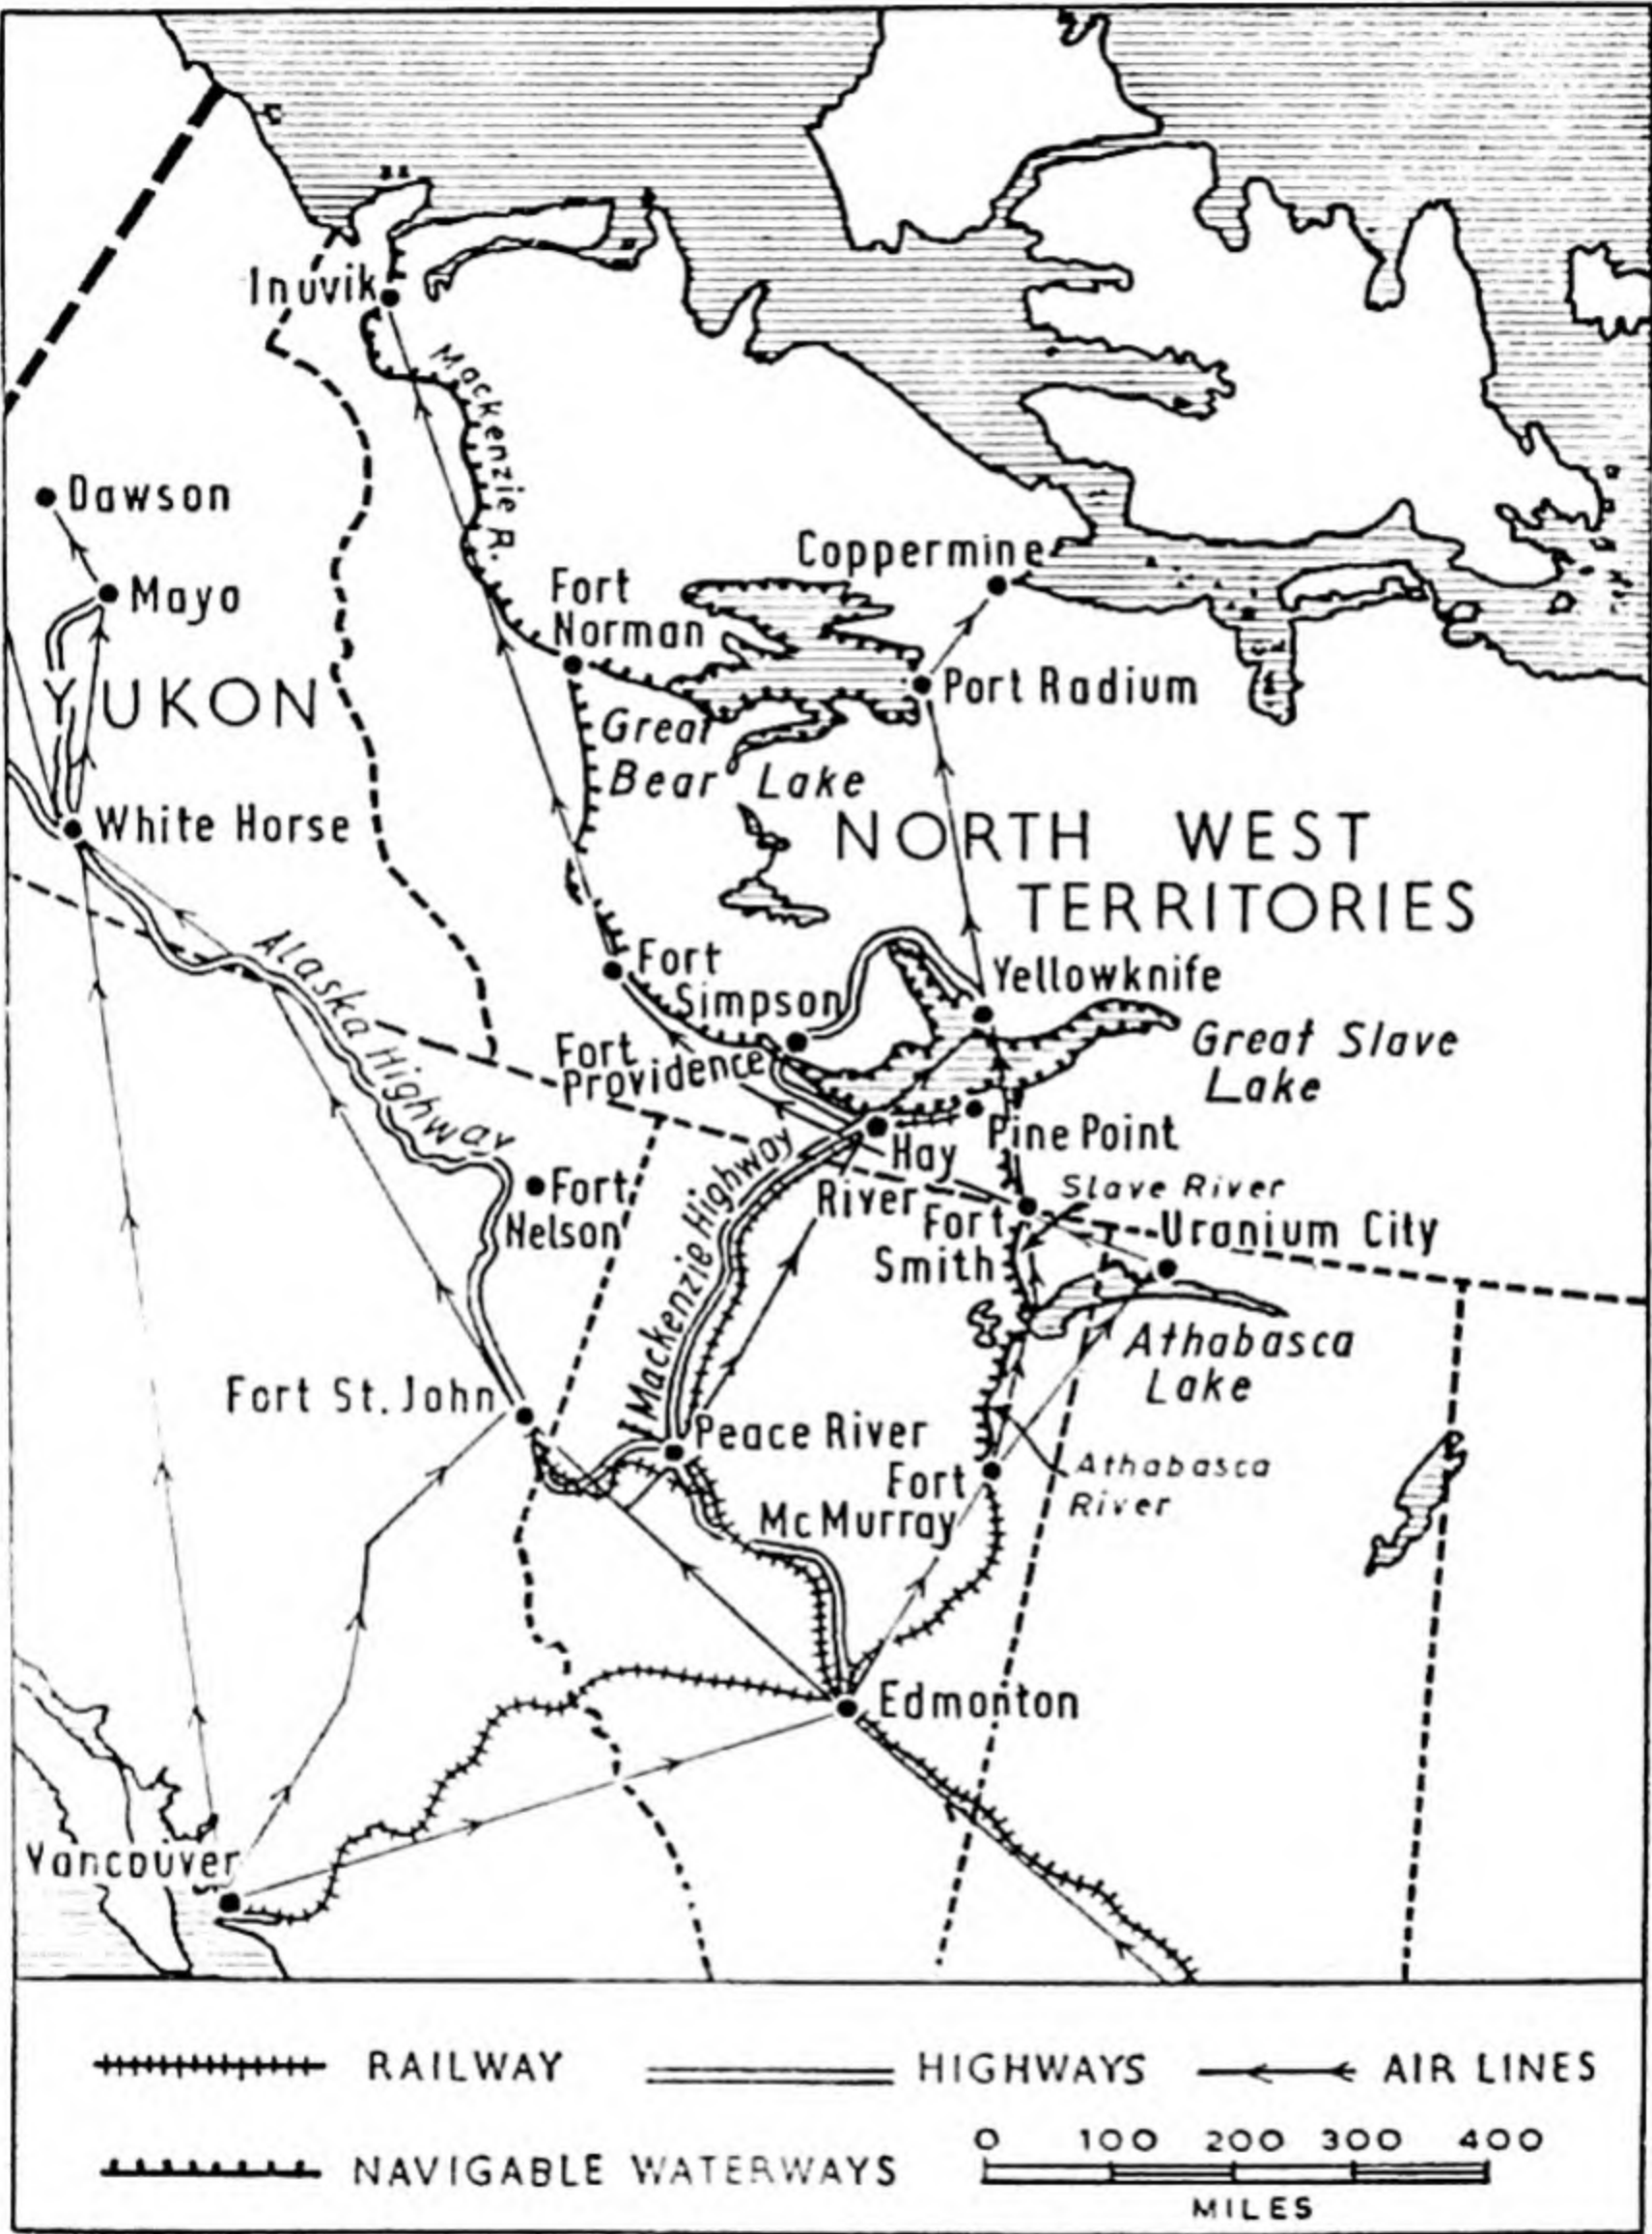 Inuvik
Mackenzie R.
Dawson
Mayo
Coppermine
Fort
Norman
Port Radium
YUKON
Great
Bear Lake
White Horse
NORTH WEST
TERRITORIES
Alaska Highway
Fort
Simpson
Yellowknife
Great Slave
Lake
Fort
Providence
Pine Point
Hay
River
Mackenzie Highway
Fort
Nelson
Slave River
Fort
Smith
Uranium City
Athabasca
Lake
Fort St. John
Peace River
Fort
McMurray
Athabasca
River
Edmonton
Vancouver
RAILWAY
HIGHWAYS
AIR LINES
NAVIGABLE WATERWAYS
0 100 200 300 400
MILES